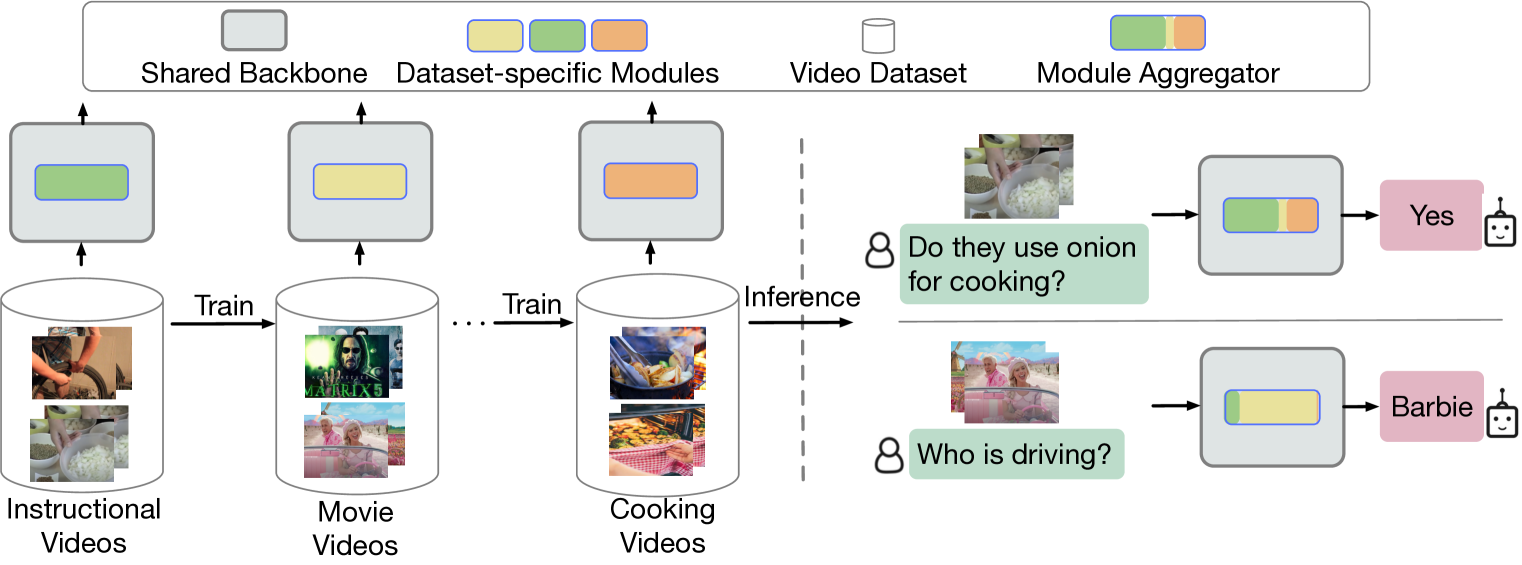 Shared Backbone
Dataset-specific Modules
Video Dataset
Module Aggregator
Train
Train
Inference
MATRIX 5
Instructional
Videos
Movie
Videos
Cooking
Videos
Do they use onion
for cooking?
Yes
Who is driving?
Barbie